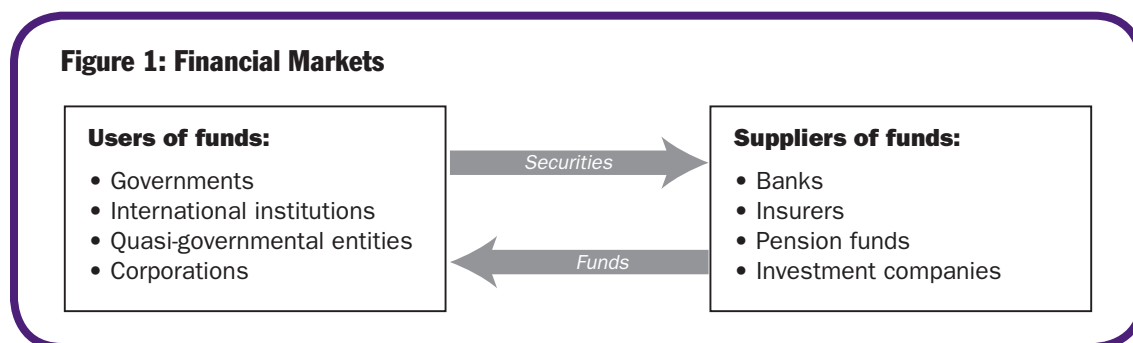 Figure 1: Financial Markets
Users of funds:
• Governments
• International institutions
• Quasi-governmental entities
• Corporations
Securities
Funds
Suppliers of funds:
• Banks
• Insurers
• Pension funds
• Investment companies